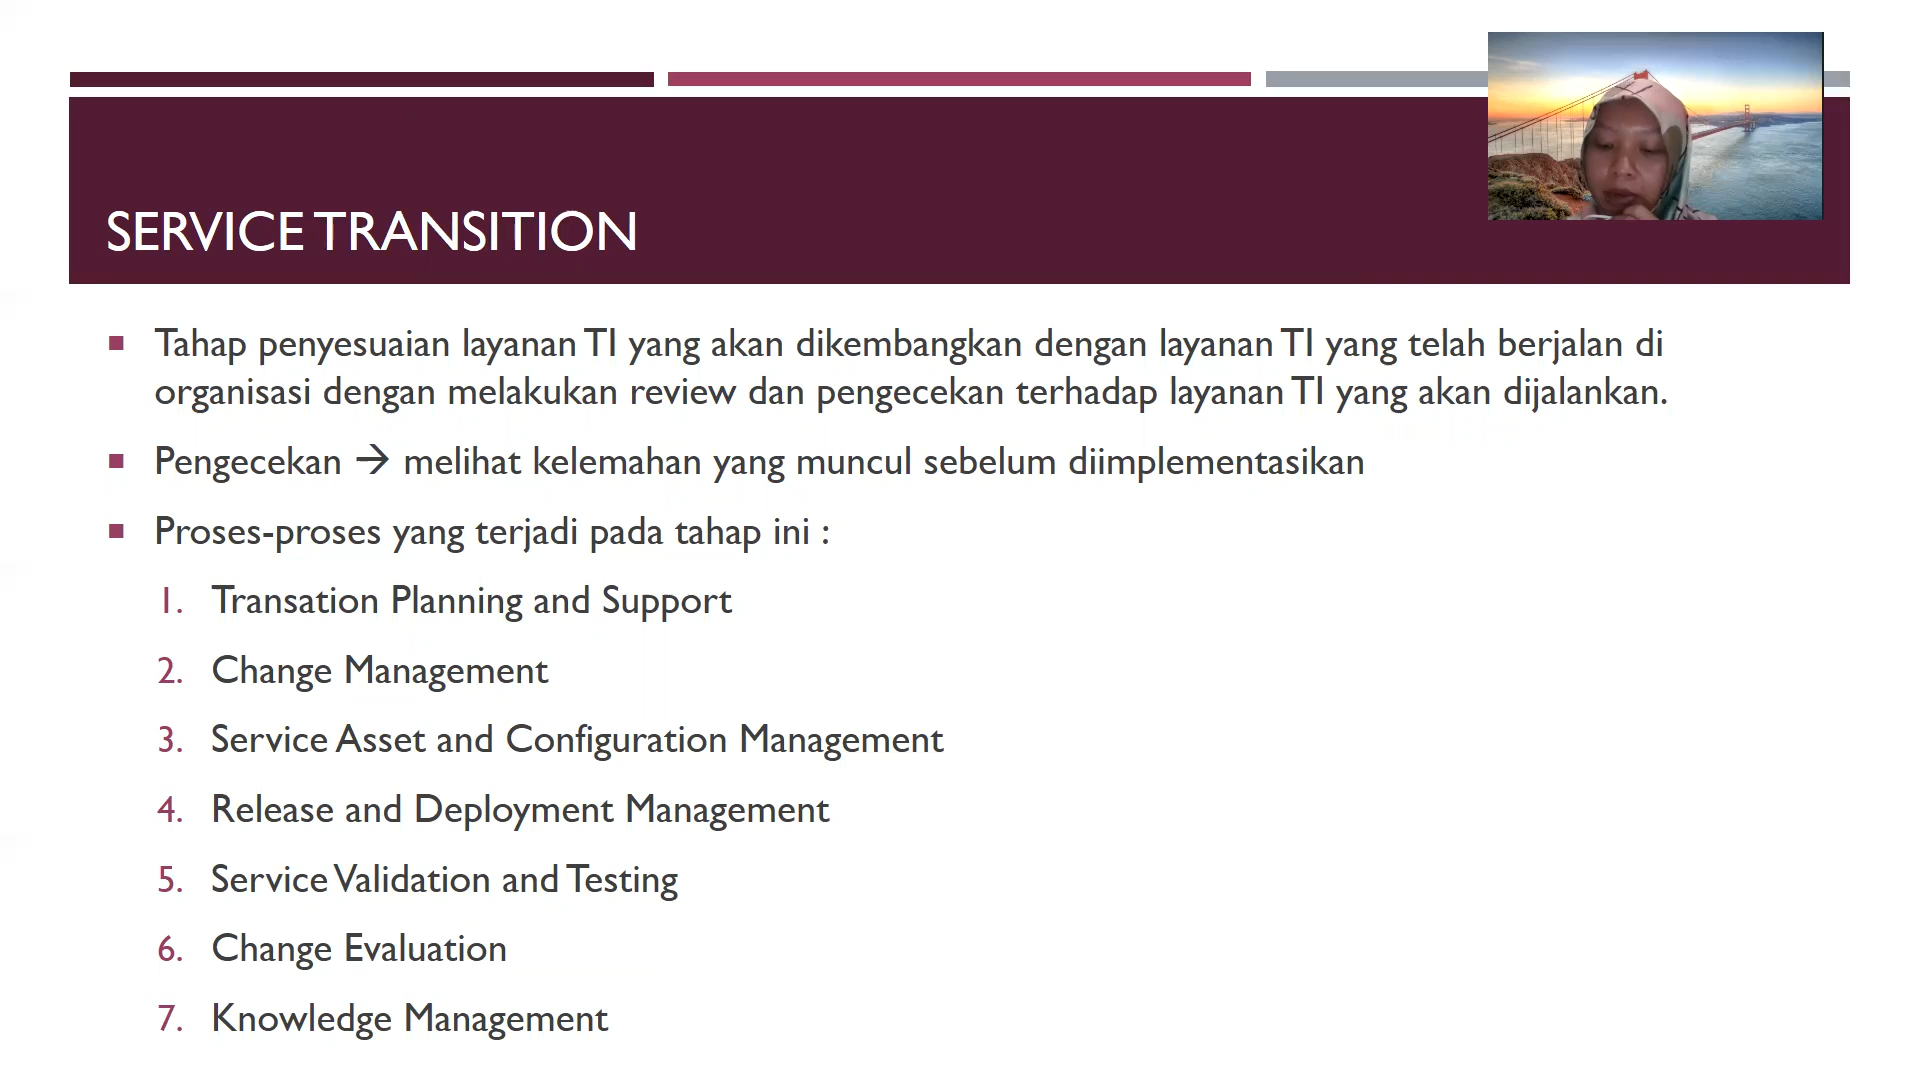 SERVICE TRANSITION
Tahap penyesuaian layanan TI yang akan dikembangkan dengan layanan TI yang telah berjalan di
organisasi dengan melakukan review dan pengecekan terhadap layanan TI yang akan dijalankan.
Pengecekan → melihat kelemahan yang muncul sebelum diimplementasikan
Proses-proses yang terjadi pada tahap ini :
1. Transation Planning and Support
2. Change Management
3. Service Asset and Configuration Management
4. Release and Deployment Management
5. Service Validation and Testing
6. Change Evaluation
7. Knowledge Management